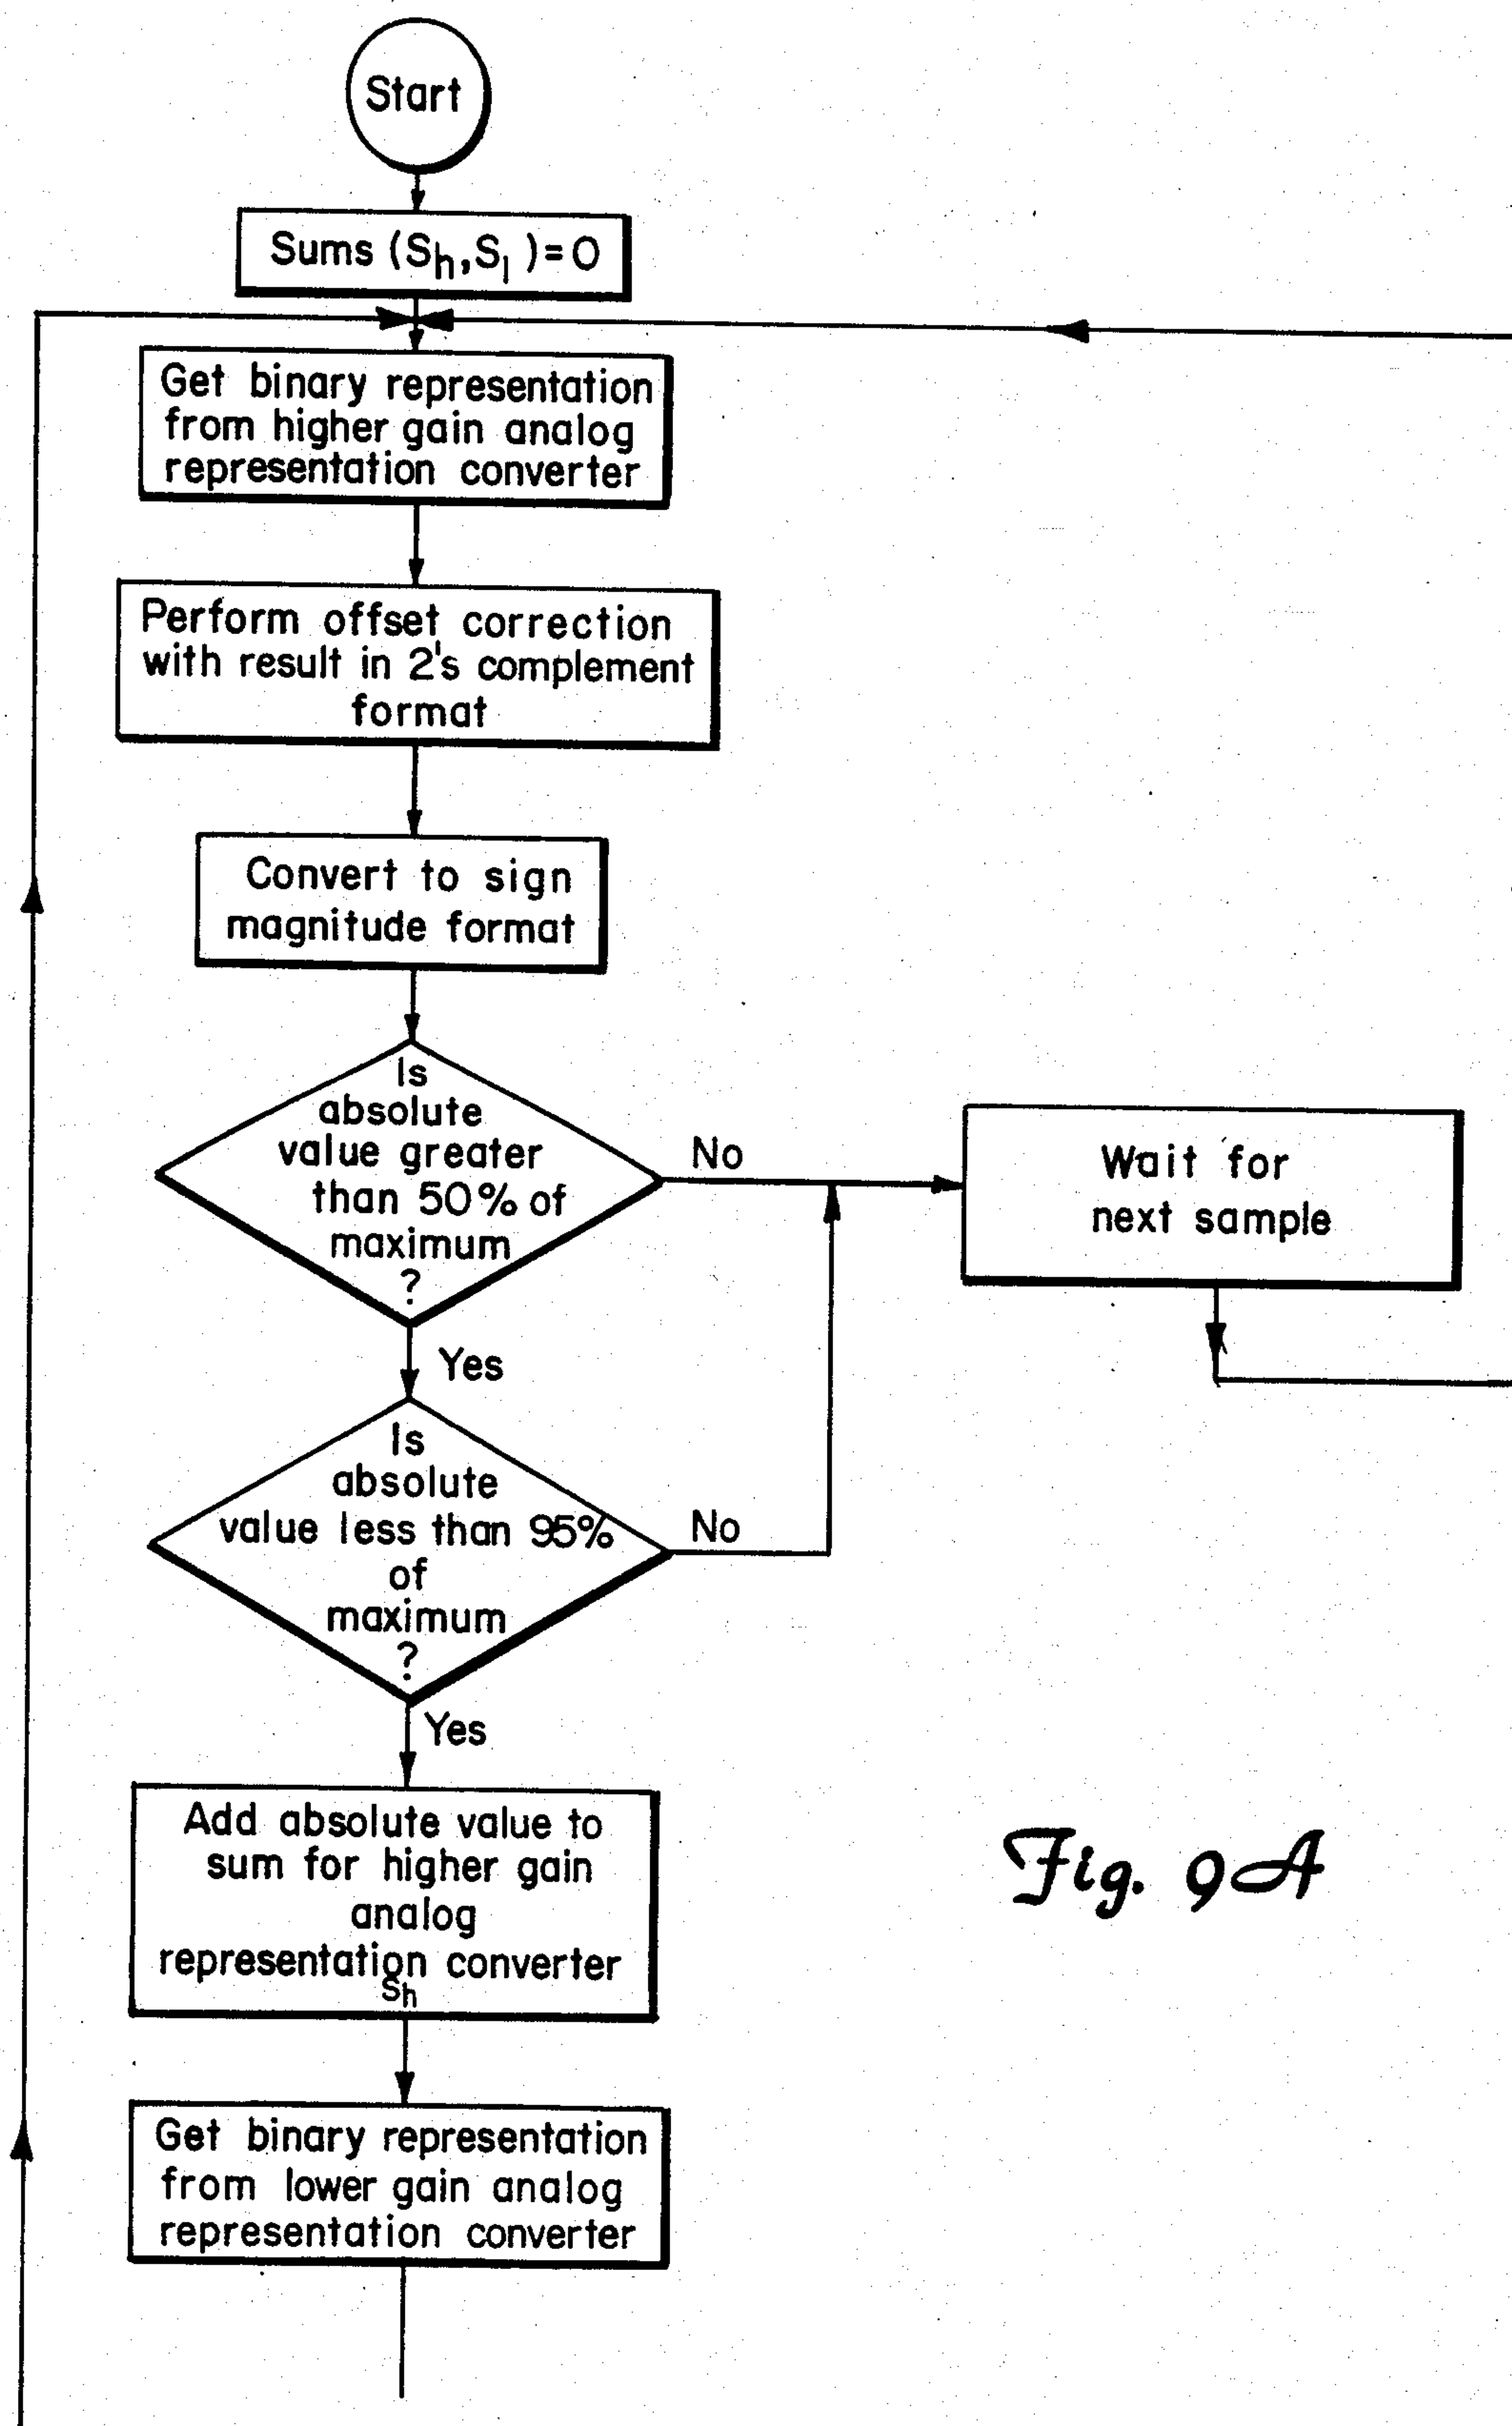 Start
Sums (Sh,Sl)=0
Get binary representation
from higher gain analog
representation converter
Perform offset correction
with result in 2's complement
format
Convert to sign
magnitude format
Is
absolute
value greater
than 50% of
maximum
?
No
Wait for
next sample
Yes
Is
absolute
value less than 95%
of
maximum
?
No
Yes
Add absolute value to
sum for higher gain
analog
representation converter
Sh
Get binary representation
from lower gain analog
representation converter
Fig. 9A